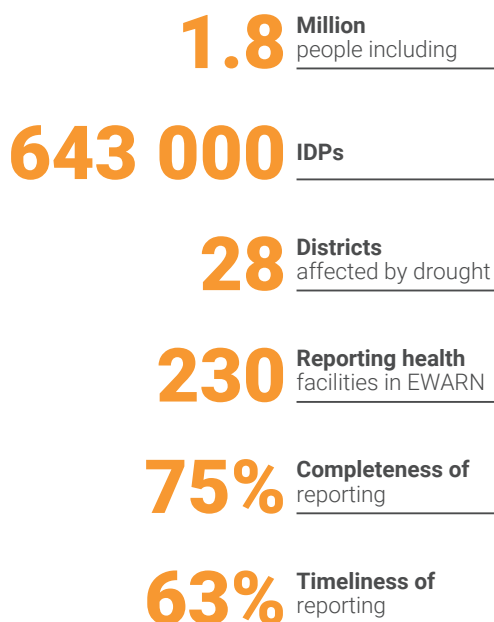 1.8 Million
people including
643 000 IDPs
28 Districts
affected by drought
230 Reporting health
facilities in EWARN
75% Completeness of
reporting
63% Timeliness of
reporting